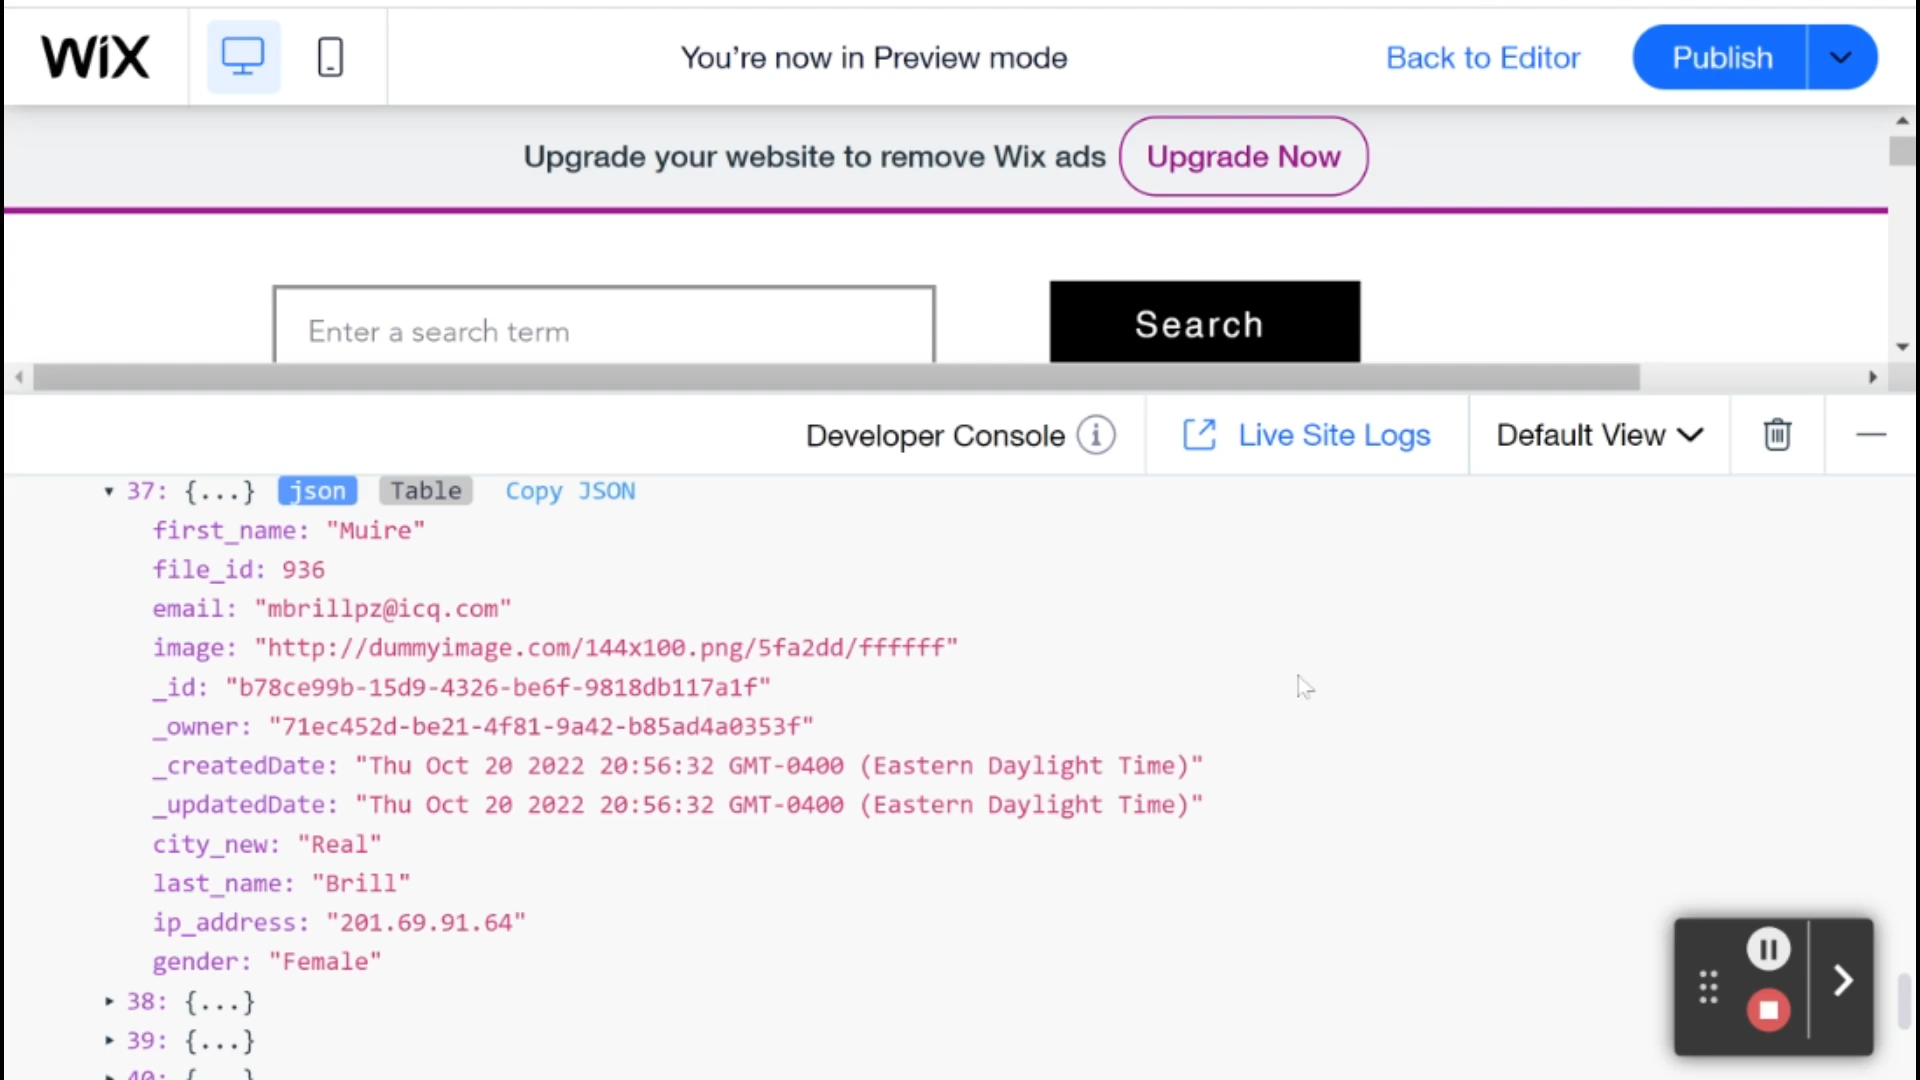 WiX
You're now in Preview mode
Back to Editor
Publish
Upgrade your website to remove Wix ads
Upgrade Now
Enter a search term
Search
Developer Console
Live Site Logs
Default View
37: {...} json Table Copy JSON
first_name: "Muire"
file_id: 936
email: "mbrillpz@icq.com"
image: "http://dummyimage.com/144x100.png/5fa2dd/ffffff"
_id: "b78ce99b-15d9-4326-be6f-9818db117a1f"
_owner: "71ec452d-be21-4f81-9a42-b85ad4a0353f"
_createdDate: "Thu Oct 20 2022 20:56:32 GMT-0400 (Eastern Daylight Time)"
_updatedDate: "Thu Oct 20 2022 20:56:32 GMT-0400 (Eastern Daylight Time)"
city_new: "Real"
last_name: "Brill"
ip_address: "201.69.91.64"
gender: "Female"
38: {...}
39: {...}
40: {...}